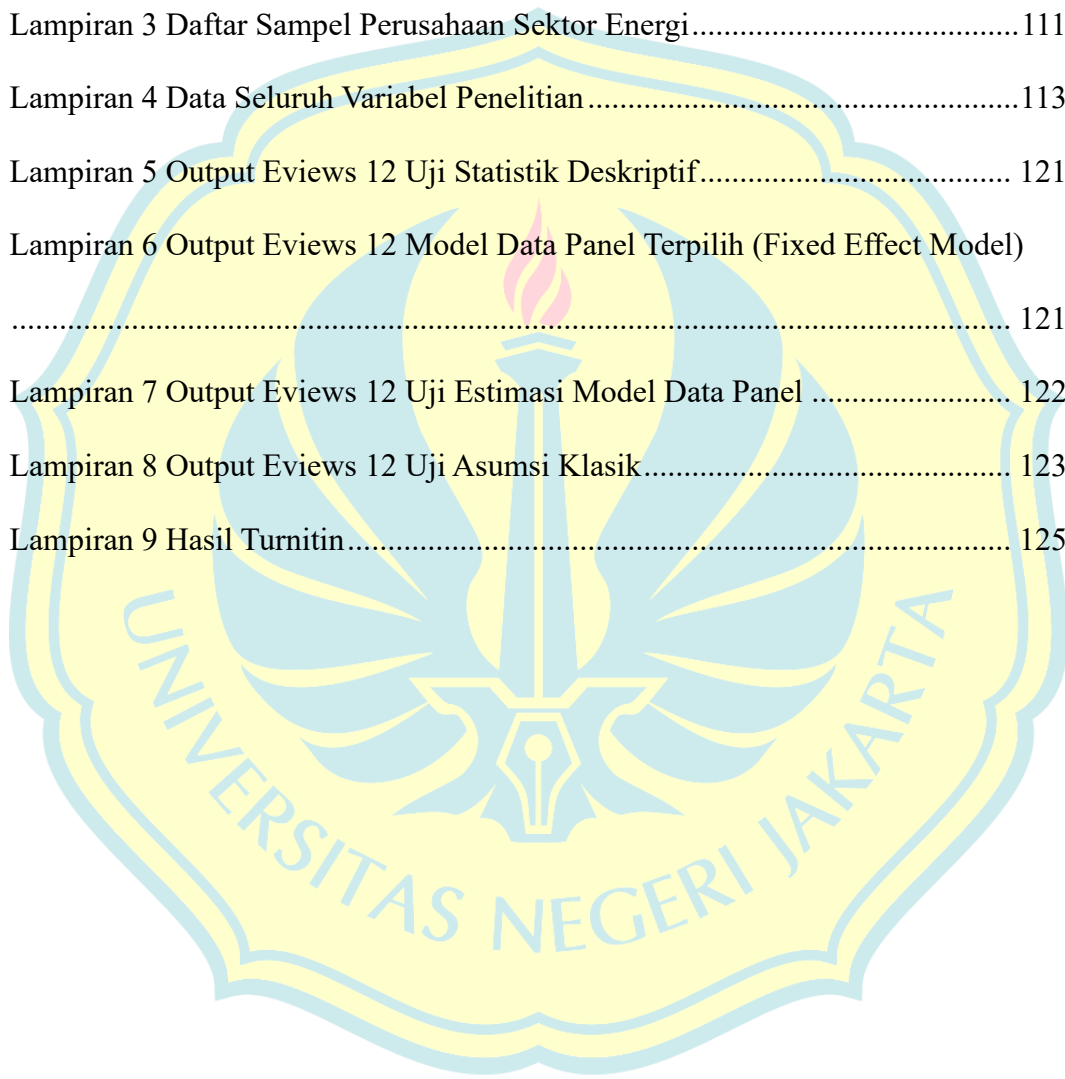 Lampiran 3 Daftar Sampel Perusahaan Sektor Energi.........................................111
Lampiran 4 Data Seluruh Variabel Penelitian.........................................................113
Lampiran 5 Output Eviews 12 Uji Statistik Deskriptif....................................... 121
Lampiran 6 Output Eviews 12 Model Data Panel Terpilih (Fixed Effect Model)
.............................................................................................................................. 121
Lampiran 7 Output Eviews 12 Uji Estimasi Model Data Panel ......................... 122
Lampiran 8 Output Eviews 12 Uji Asumsi Klasik.............................................. 123
Lampiran 9 Hasil Turnitin.................................................................................... 125
UNIVERSITAS NEGERI JAKARTA